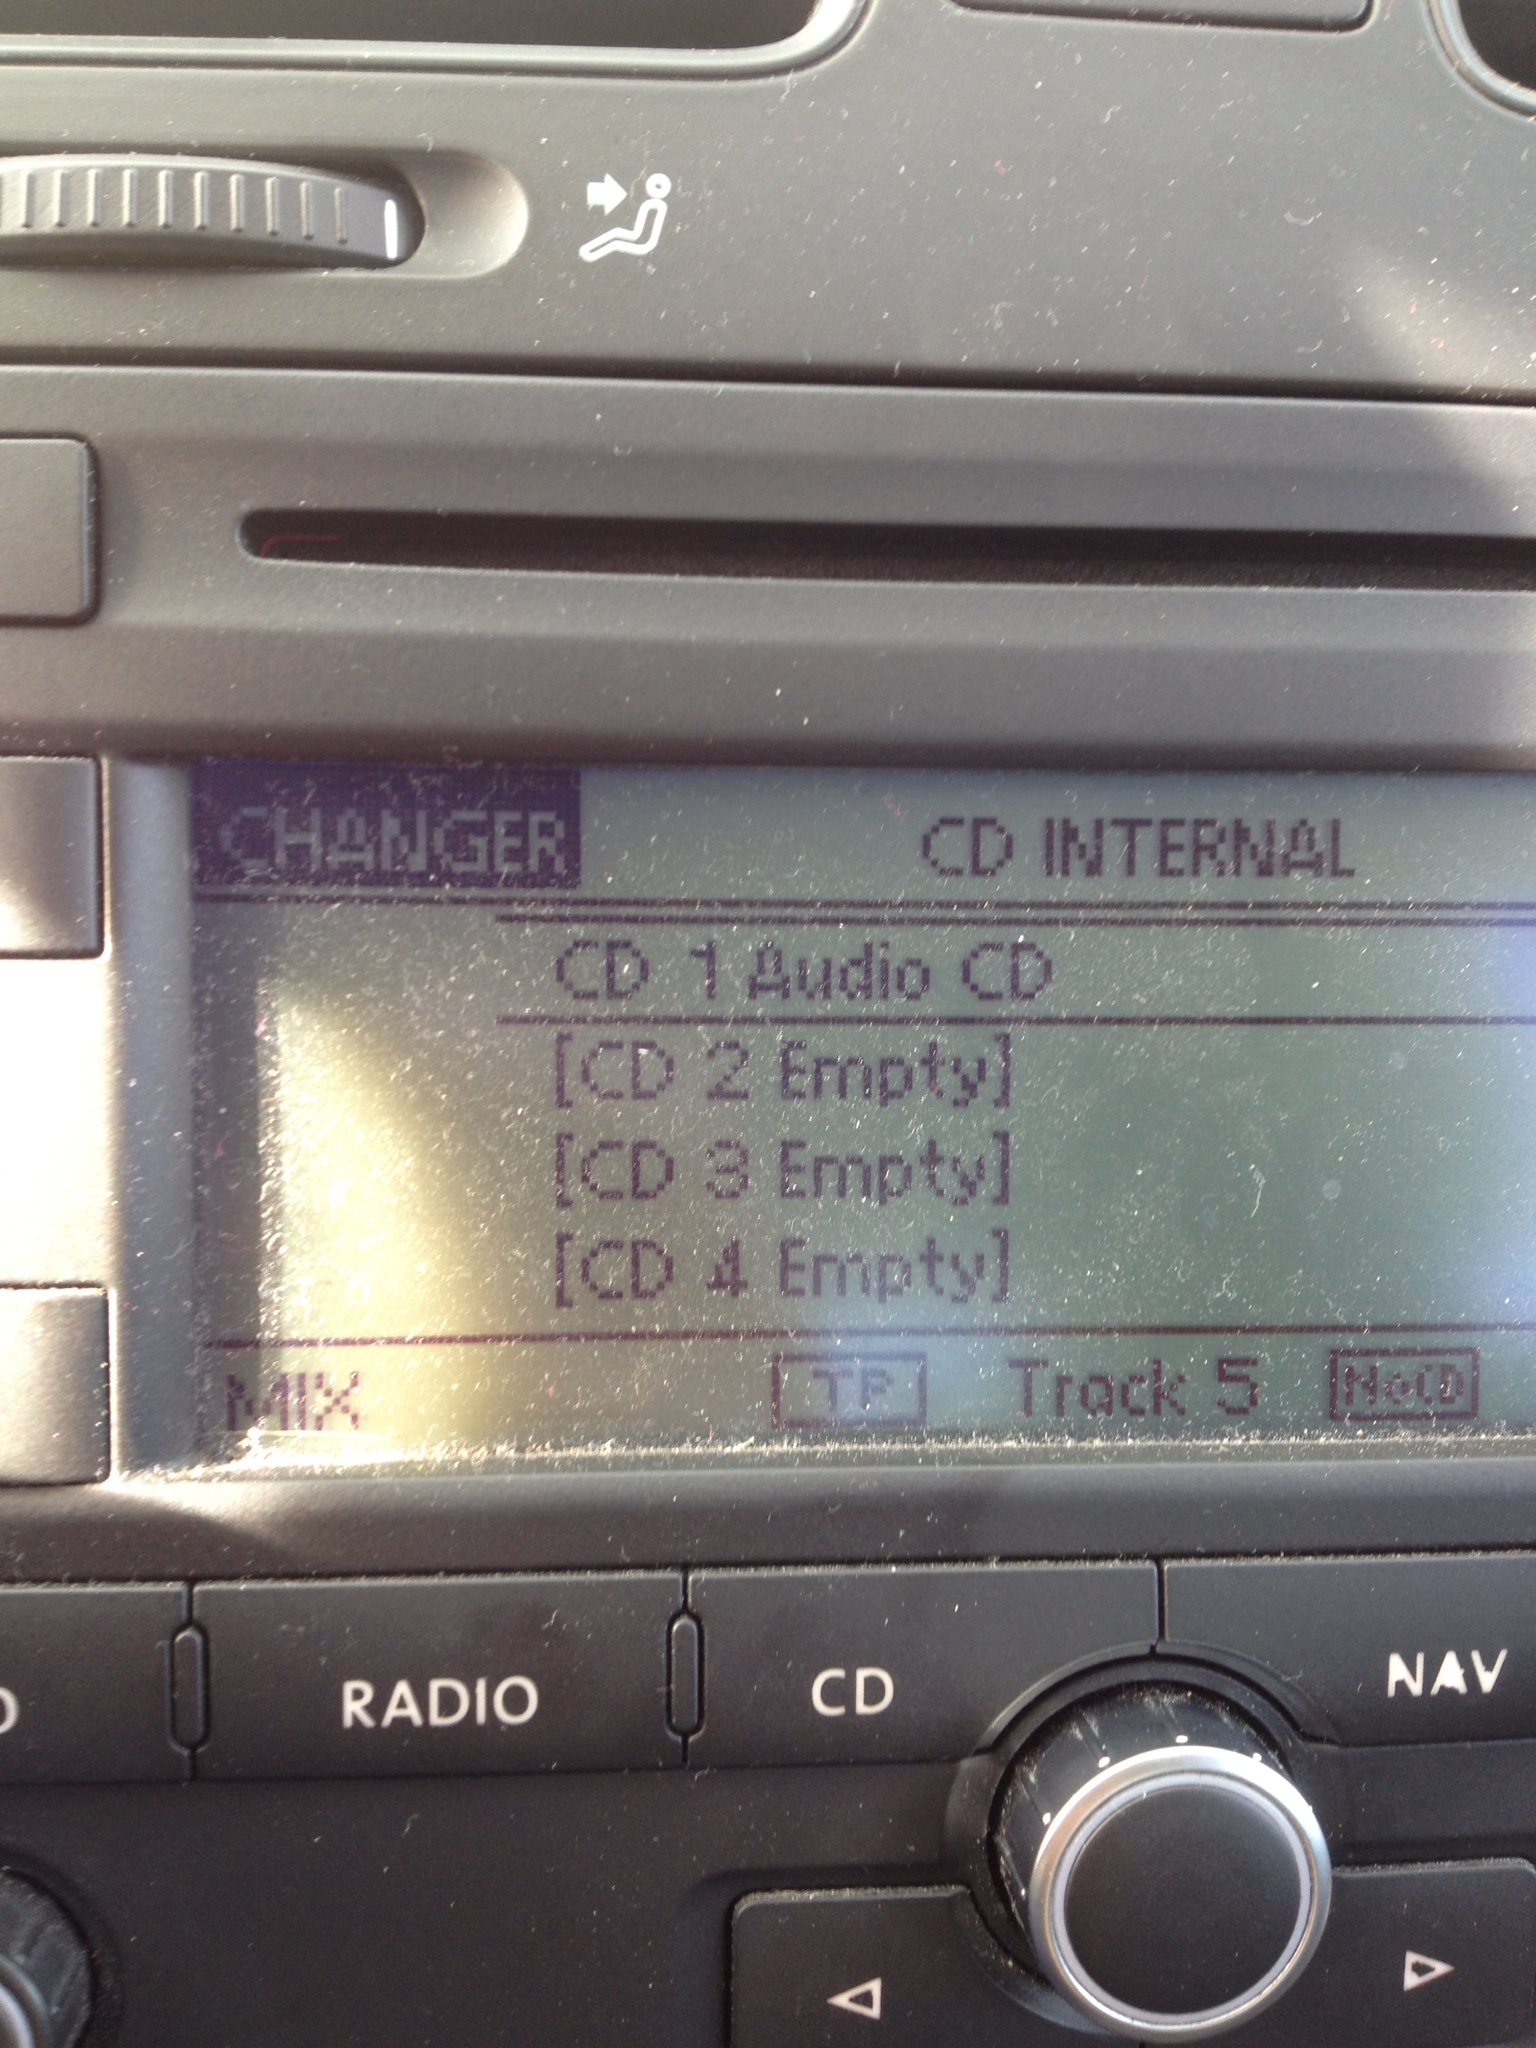 CHANGER CD INTERNAL
CD 1 Audio CD
[CD 2 Empty]
[CD 3 Empty]
[CD 4 Empty]
MIX TP Track 5 NoCD
RADIO CD NAV